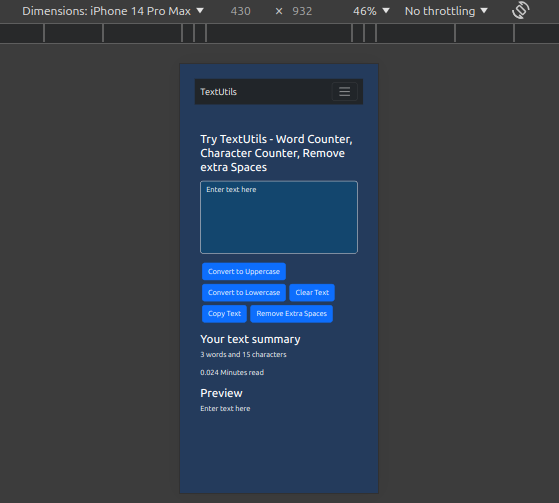 Dimensions: iPhone 14 Pro Max ▼ 430 × 932 46% ▼ No throttling ▼
TextUtils
Try TextUtils - Word Counter,
Character Counter, Remove
extra Spaces
Enter text here
Convert to Uppercase
Convert to Lowercase Clear Text
Copy Text Remove Extra Spaces
Your text summary
3 words and 15 characters
0.024 Minutes read
Preview
Enter text here